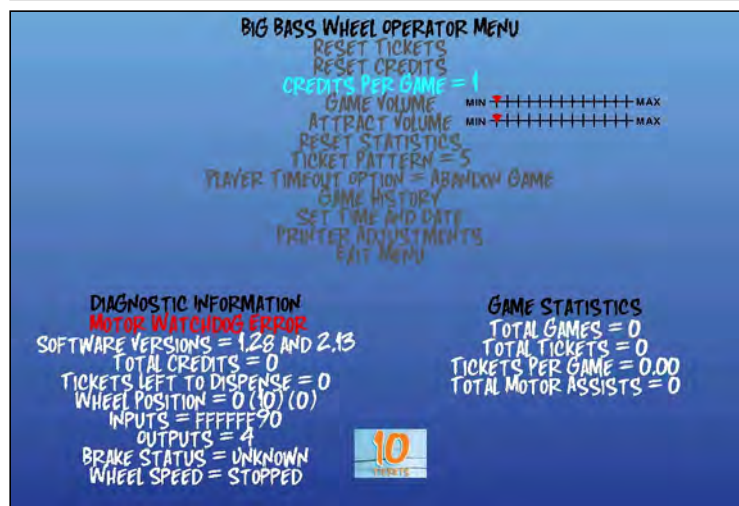 BIG BASS WHEEL OPERATOR MENU
RESET TICKETS
RESET CREDITS
CREDITS PER GAME = 1
GAME VOLUME MIN MAX
ATTRACT VOLUME MIN MAX
RESET STATISTICS
TICKET PATTERN = 5
PLAYER TIMEOUT OPTION = ABANDON GAME
GAME HISTORY
SET TIME AND DATE
PRINTER ADJUSTMENTS
EXIT MENU
DIAGNOSTIC INFORMATION
MOTOR WATCHDOG ERROR
SOFTWARE VERSIONS = 1.28 AND 2.13
TOTAL CREDITS = 0
TICKETS LEFT TO DISPENSE = 0
WHEEL POSITION = 0 (10) (0)
INPUTS = FFFFFF90
OUTPUTS = 4
BRAKE STATUS = UNKNOWN
WHEEL SPEED = STOPPED
10
TICKETS
GAME STATISTICS
TOTAL GAMES = 0
TOTAL TICKETS = 0
TICKETS PER GAME = 0.00
TOTAL MOTOR ASSISTS = 0